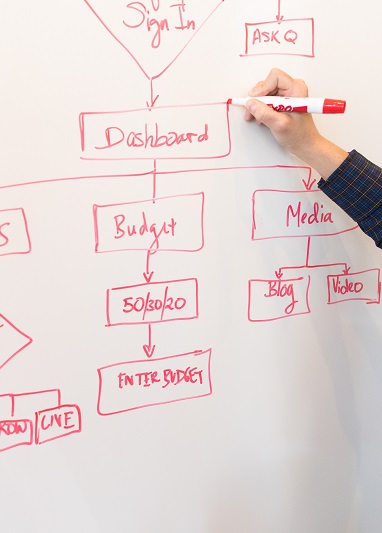 Sign In
ASK Q
Dashboard
S
Budget
Media
50/30/20
Blog
Video
ENTER BUDGET
LIVE